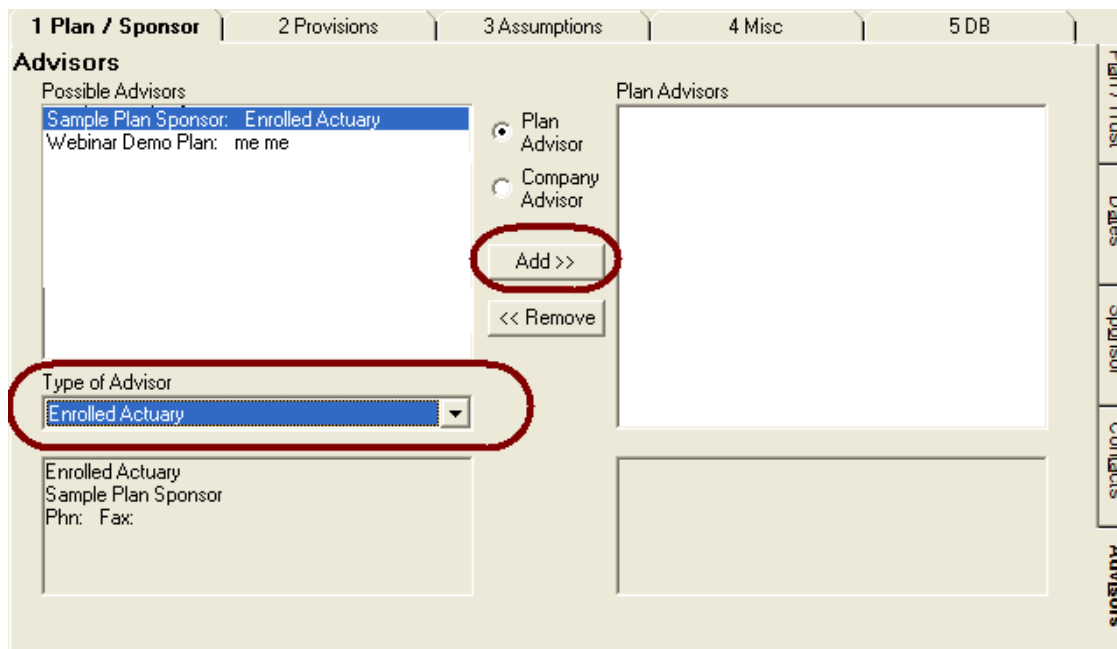 1 Plan / Sponsor
2 Provisions
3 Assumptions
4 Misc
5 DB
Advisors
Possible Advisors
Sample Plan Sponsor: Enrolled Actuary
Webinar Demo Plan: me me
Plan
Advisor
Company
Advisor
Add >>
<< Remove
Type of Advisor
Enrolled Actuary
Enrolled Actuary
Sample Plan Sponsor
Phn: Fax:
Plan Advisors
Dates
Sponsor
Contacts
Advisors